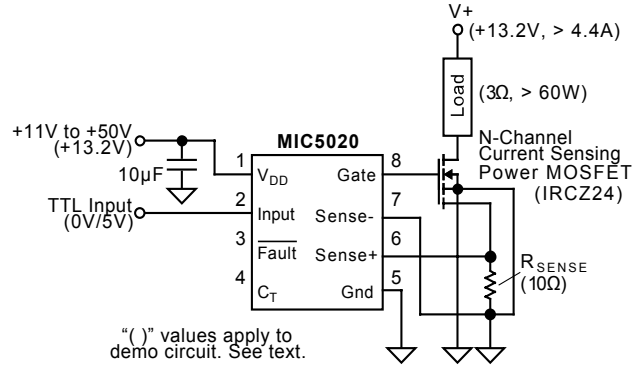 V+
(+13.2V, > 4.4A)
Load
(3Ω, > 60W)
+11V to +50V
(+13.2V)
10µF
TTL Input
(0V/5V)
MIC5020
1
VDD
2
Input
3
Fault
4
CT
8
Gate
7
Sense-
6
Sense+
5
Gnd
N-Channel
Current Sensing
Power MOSFET
(IRCZ24)
RSENSE
(10Ω)
“( )” values apply to
demo circuit. See text.